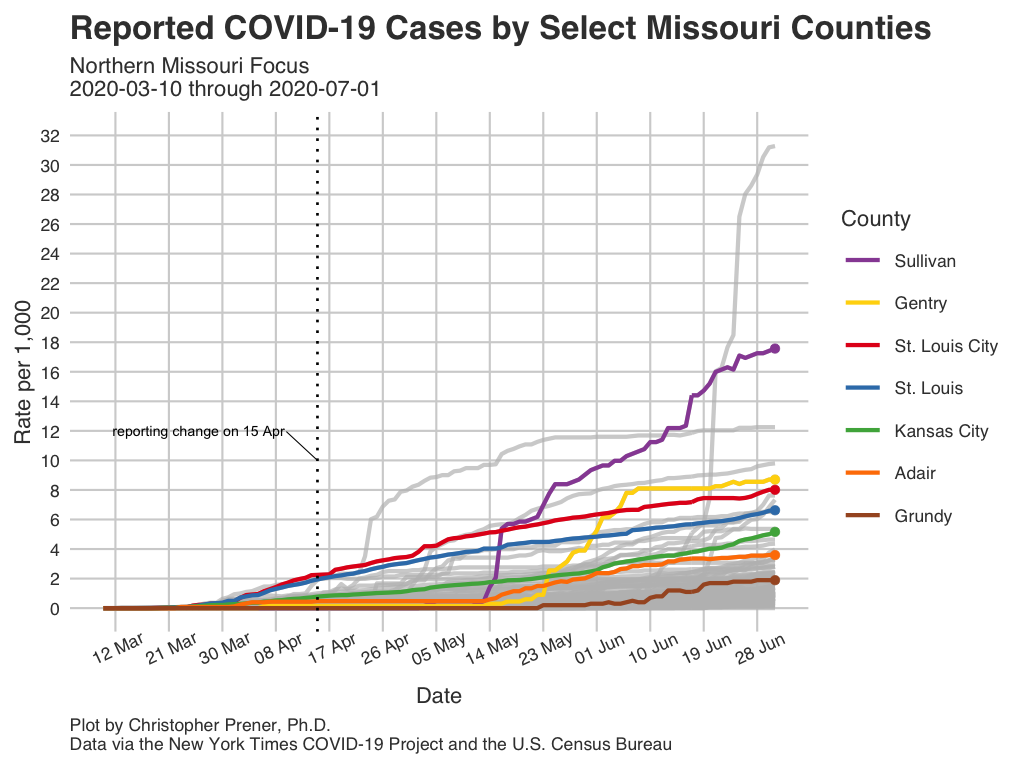 Reported COVID-19 Cases by Select Missouri Counties
Northern Missouri Focus
2020-03-10 through 2020-07-01
32
30
28
26
24
22
20
18
16
14
12
10
8
6
4
2
0
Rate per 1,000
reporting change on 15 Apr
12 Mar
21 Mar
30 Mar
08 Apr
17 Apr
26 Apr
05 May
14 May
23 May
01 Jun
10 Jun
19 Jun
28 Jun
Date
County
Sullivan
Gentry
St. Louis City
St. Louis
Kansas City
Adair
Grundy
Plot by Christopher Prener, Ph.D.
Data via the New York Times COVID-19 Project and the U.S. Census Bureau